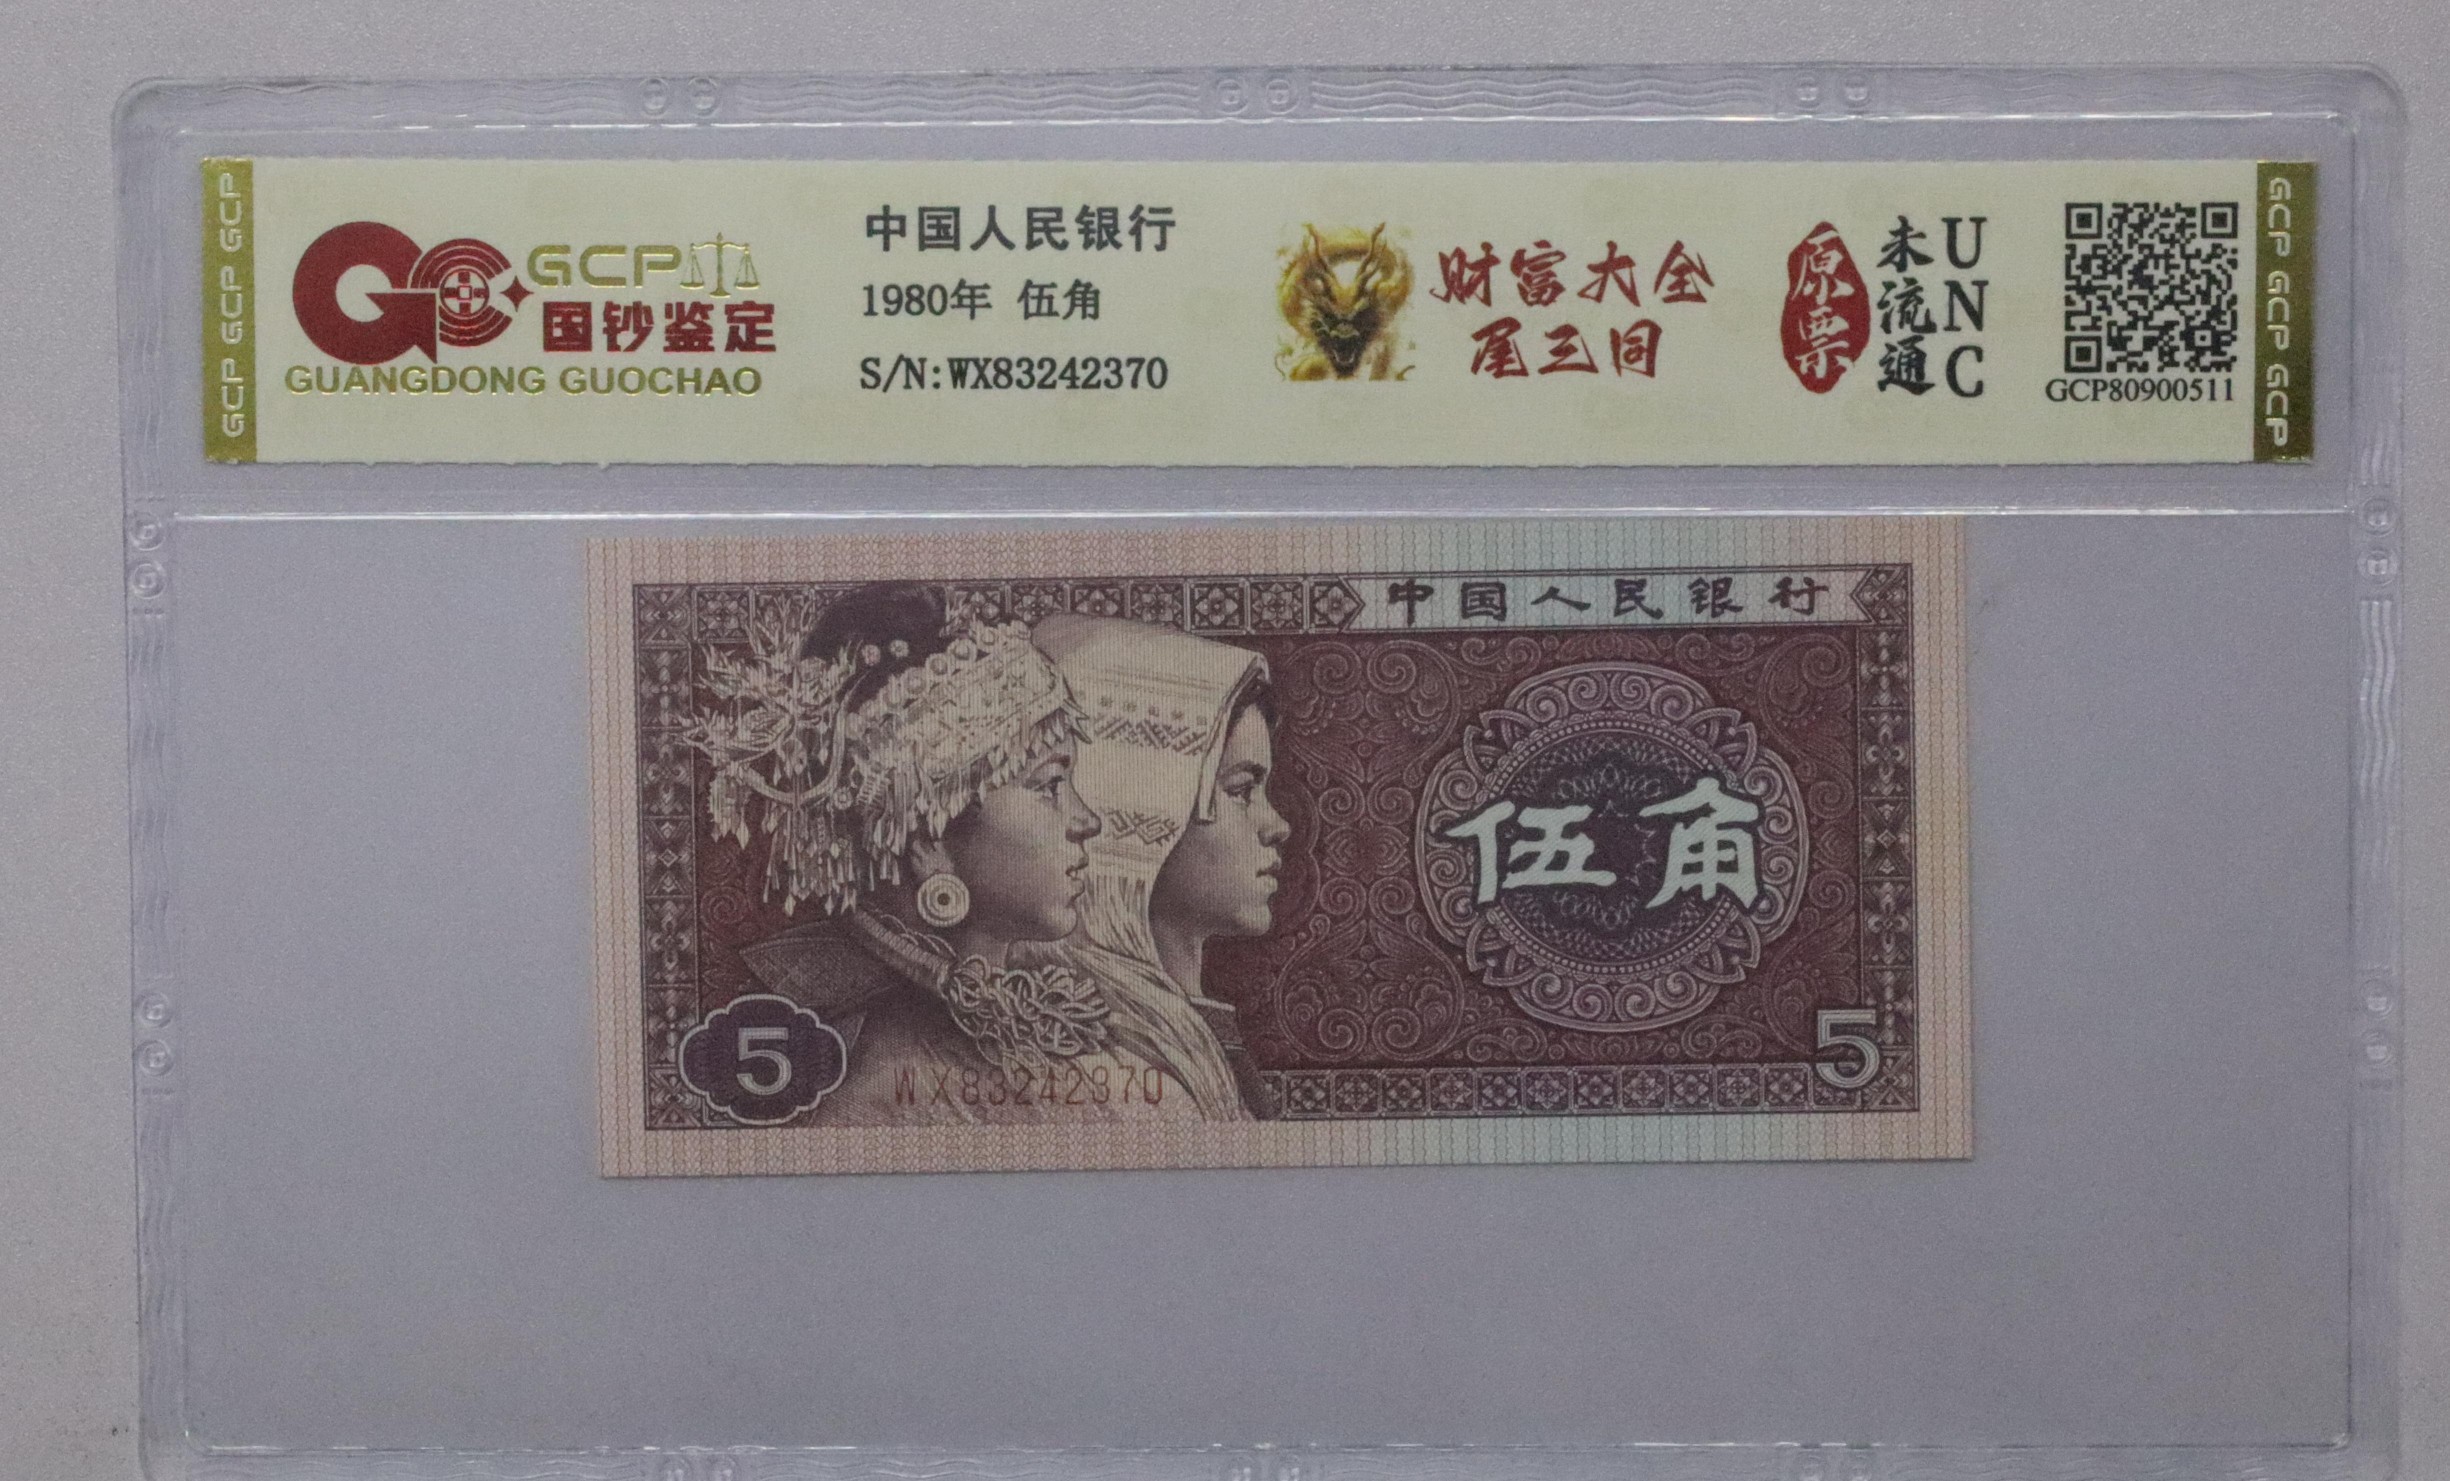 GCP GCP GCP
GCP
国钞鉴定
GUANGDONG GUOCHAO
中国人民银行
1980年 伍角
S/N:WX83242370
财富大全
尾三同
原票
未流通
UNC
GCP80900511
GCP GCP GCP
中国人民银行
伍角
5
WX83242370
5